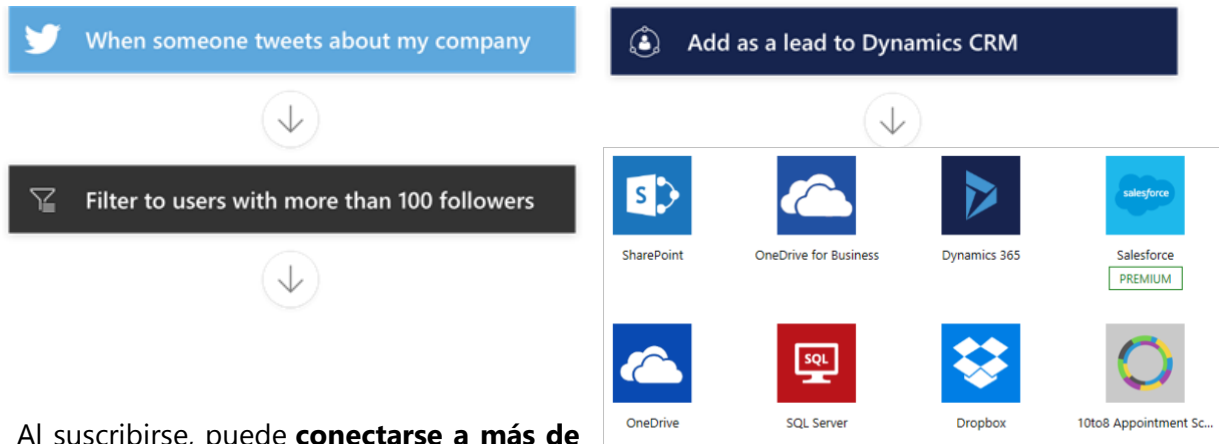 When someone tweets about my company
Filter to users with more than 100 followers
Al suscribirse, puede conectarse a más de
Add as a lead to Dynamics CRM
S
salesforce
SharePoint
OneDrive for Business
Dynamics 365
Salesforce
PREMIUM
SQL
OneDrive
SQL Server
Dropbox
10to8 Appointment Sc...